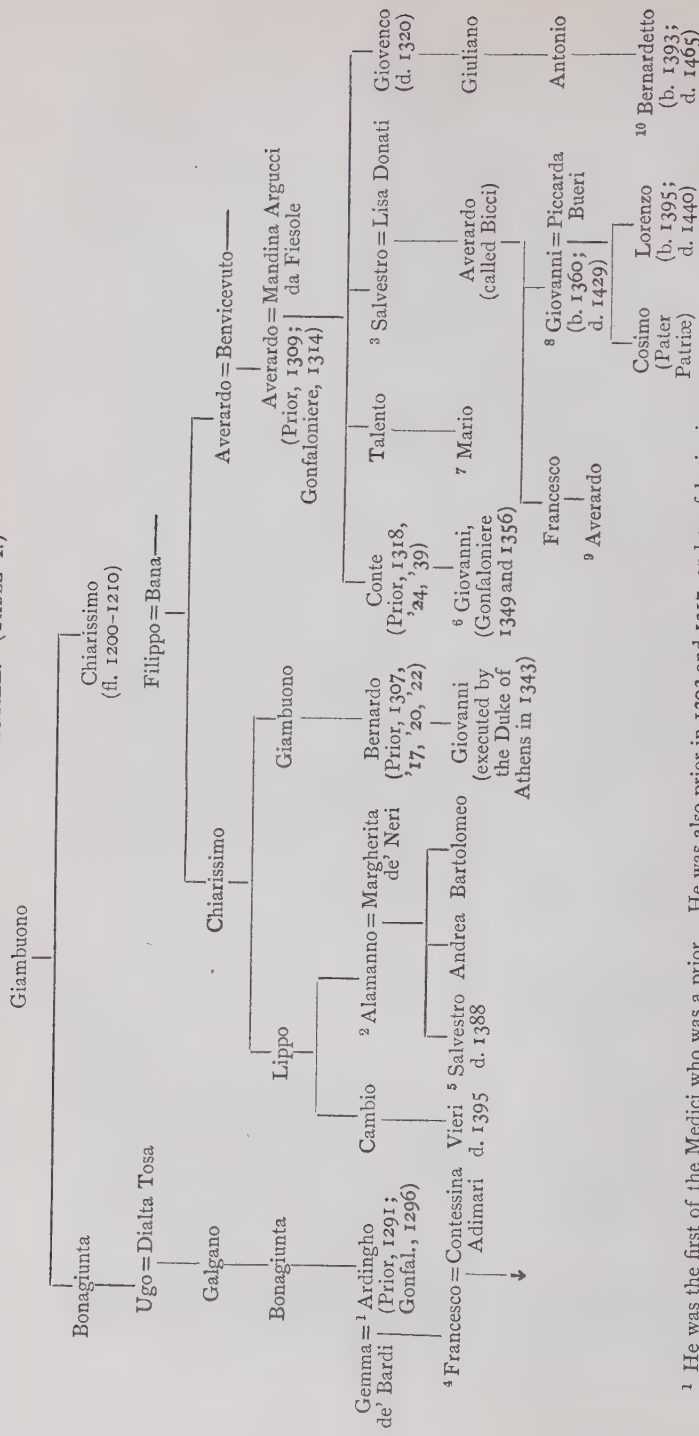 Giambuono
Bonagiunta
Chiarissimo
(fl. 1200-1210)
Ugo=Dialta Tosa
Filippo=Bana
Galgano
Chiarissimo
Averardo=Benvicevuto
Bonagiunta
Lippo
Giambuono
Averardo=Mandina Argucci
(Prior, 1309; da Fiesole
Gonfaloniere, 1314)
Gemma=¹ Ardingho
de' Bardi (Prior, 1291;
Gonfal., 1296)
Cambio
² Alamanno=Margherita
de' Neri
Bernardo
(Prior, 1307,
'17, '20, '22)
Conte
(Prior, 1318,
'24, '39)
Talento
³ Salvestro=Lisa Donati
Giovenco
(d. 1320)
⁴ Francesco=Contessina
Adimari
Vieri
d. 1395
⁵ Salvestro
d. 1388
Andrea
Bartolomeo
Giovanni
(executed by
the Duke of
Athens in 1343)
⁶ Giovanni,
(Gonfaloniere
1349 and 1356)
⁷ Mario
Averardo
(called Bicci)
Giuliano
Francesco
⁸ Giovanni=Piccarda
(b. 1360; Bueri
d. 1429)
Antonio
⁹ Averardo
Cosimo
(Pater
Patriæ)
Lorenzo
(b. 1395;
d. 1440)
¹⁰ Bernardetto
(b. 1393;
d. 1465)
¹ He was the first of the Medici who was a prior. He was also prior in